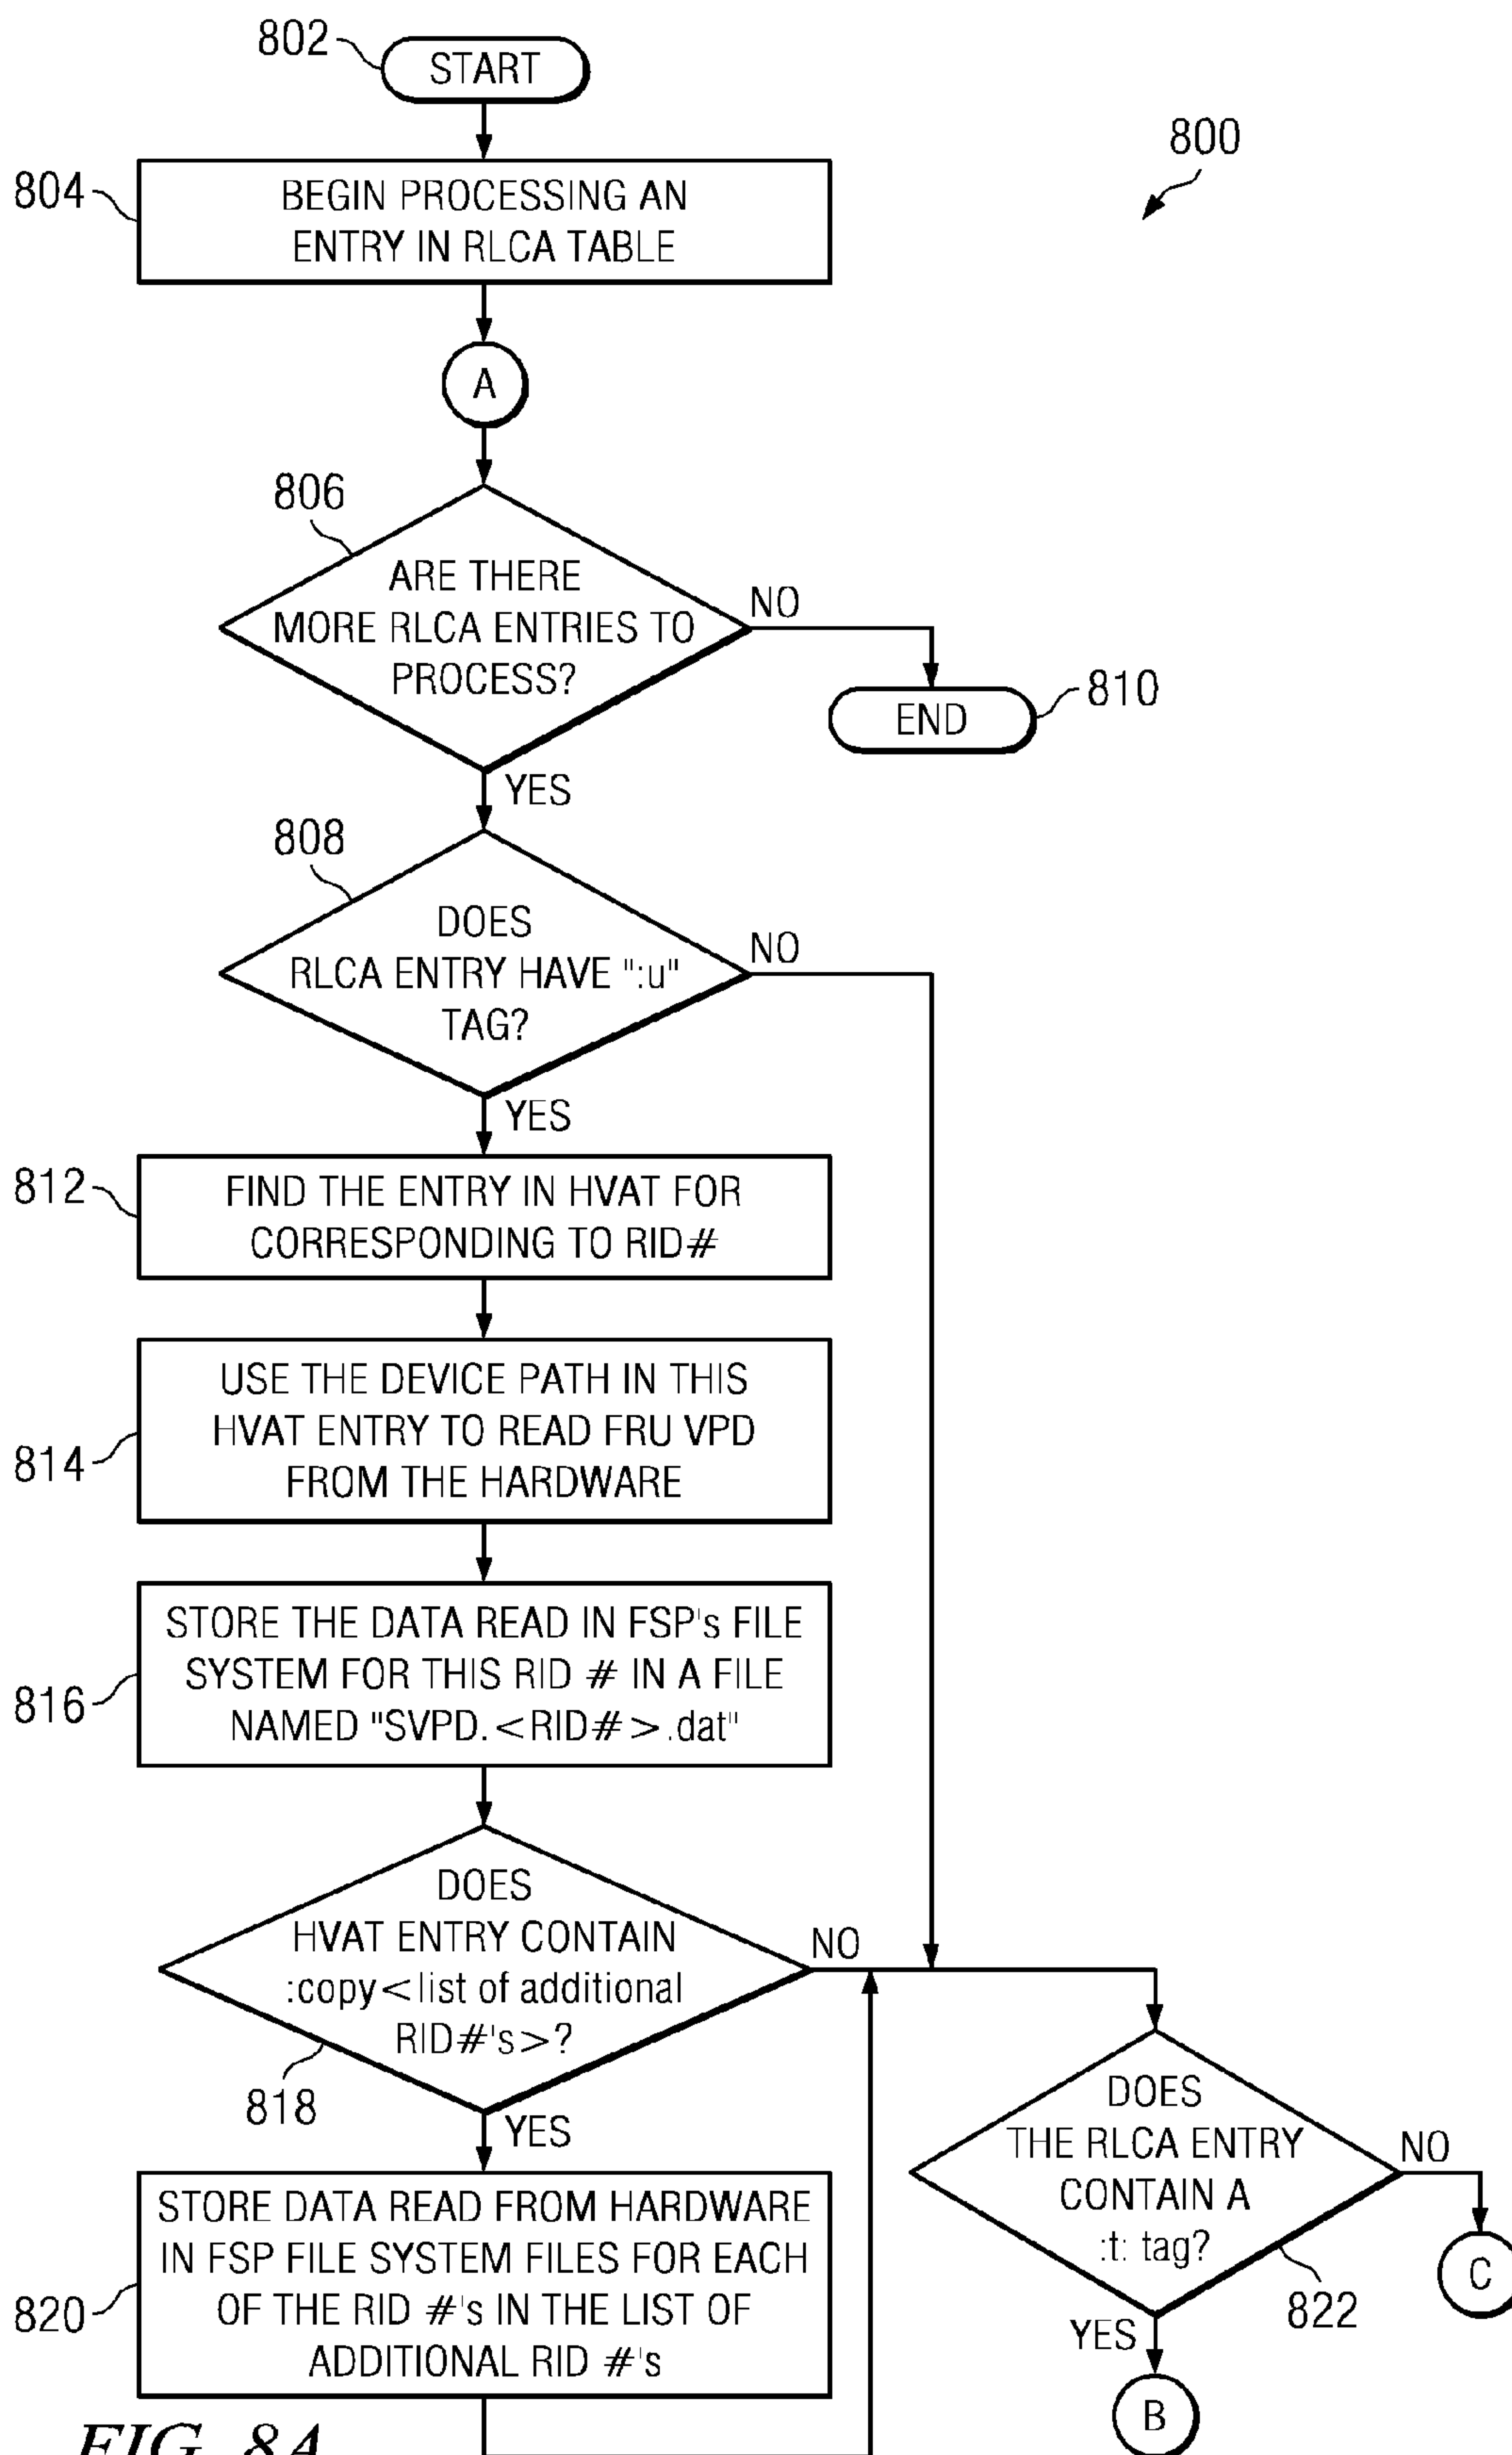 802
START
800
804
BEGIN PROCESSING AN
ENTRY IN RLCA TABLE
A
806
ARE THERE
MORE RLCA ENTRIES TO
PROCESS?
NO
END
810
YES
808
DOES
RLCA ENTRY HAVE ":u"
TAG?
NO
YES
812
FIND THE ENTRY IN HVAT FOR
CORRESPONDING TO RID#
814
USE THE DEVICE PATH IN THIS
HVAT ENTRY TO READ FRU VPD
FROM THE HARDWARE
816
STORE THE DATA READ IN FSP's FILE
SYSTEM FOR THIS RID # IN A FILE
NAMED "SVPD.<RID#>.dat"
DOES
HVAT ENTRY CONTAIN
:copy<list of additional
RID#'s>?
NO
818
YES
820
STORE DATA READ FROM HARDWARE
IN FSP FILE SYSTEM FILES FOR EACH
OF THE RID #'s IN THE LIST OF
ADDITIONAL RID #'s
DOES
THE RLCA ENTRY
CONTAIN A
:t: tag?
NO
C
822
YES
B
FIG. 8A